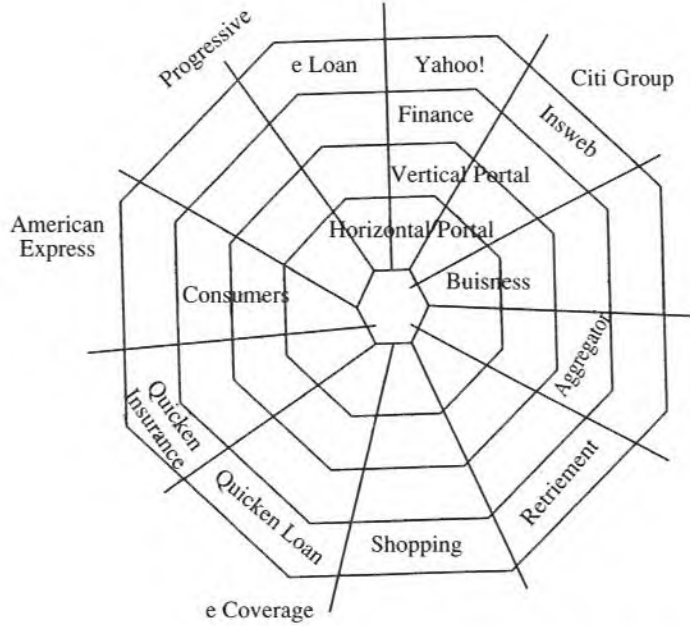 Progressive
e Loan
Yahoo!
Citi Group
Finance
Insweb
Vertical Portal
American
Express
Horizontal Portal
Consumers
Buisness
Aggregator
Quicken
Insurance
Quicken Loan
Shopping
Retriement
e Coverage